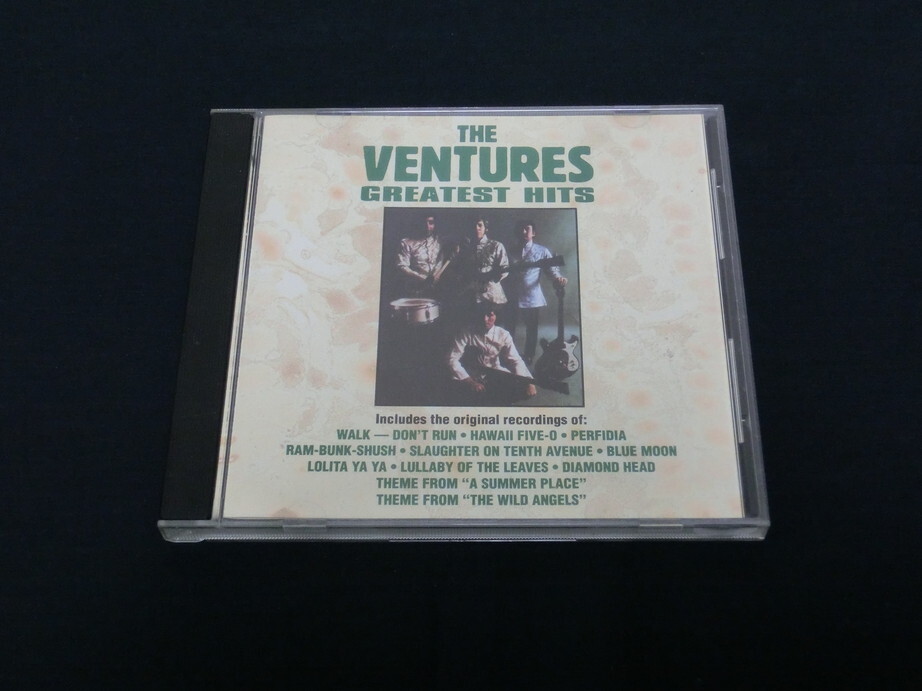 THE
VENTURES
GREATEST HITS
Includes the original recordings of:
WALK — DON'T RUN • HAWAII FIVE-O • PERFIDIA
RAM-BUNK-SHUSH • SLAUGHTER ON TENTH AVENUE • BLUE MOON
LOLITA YA YA • LULLABY OF THE LEAVES • DIAMOND HEAD
THEME FROM "A SUMMER PLACE"
THEME FROM "THE WILD ANGELS"